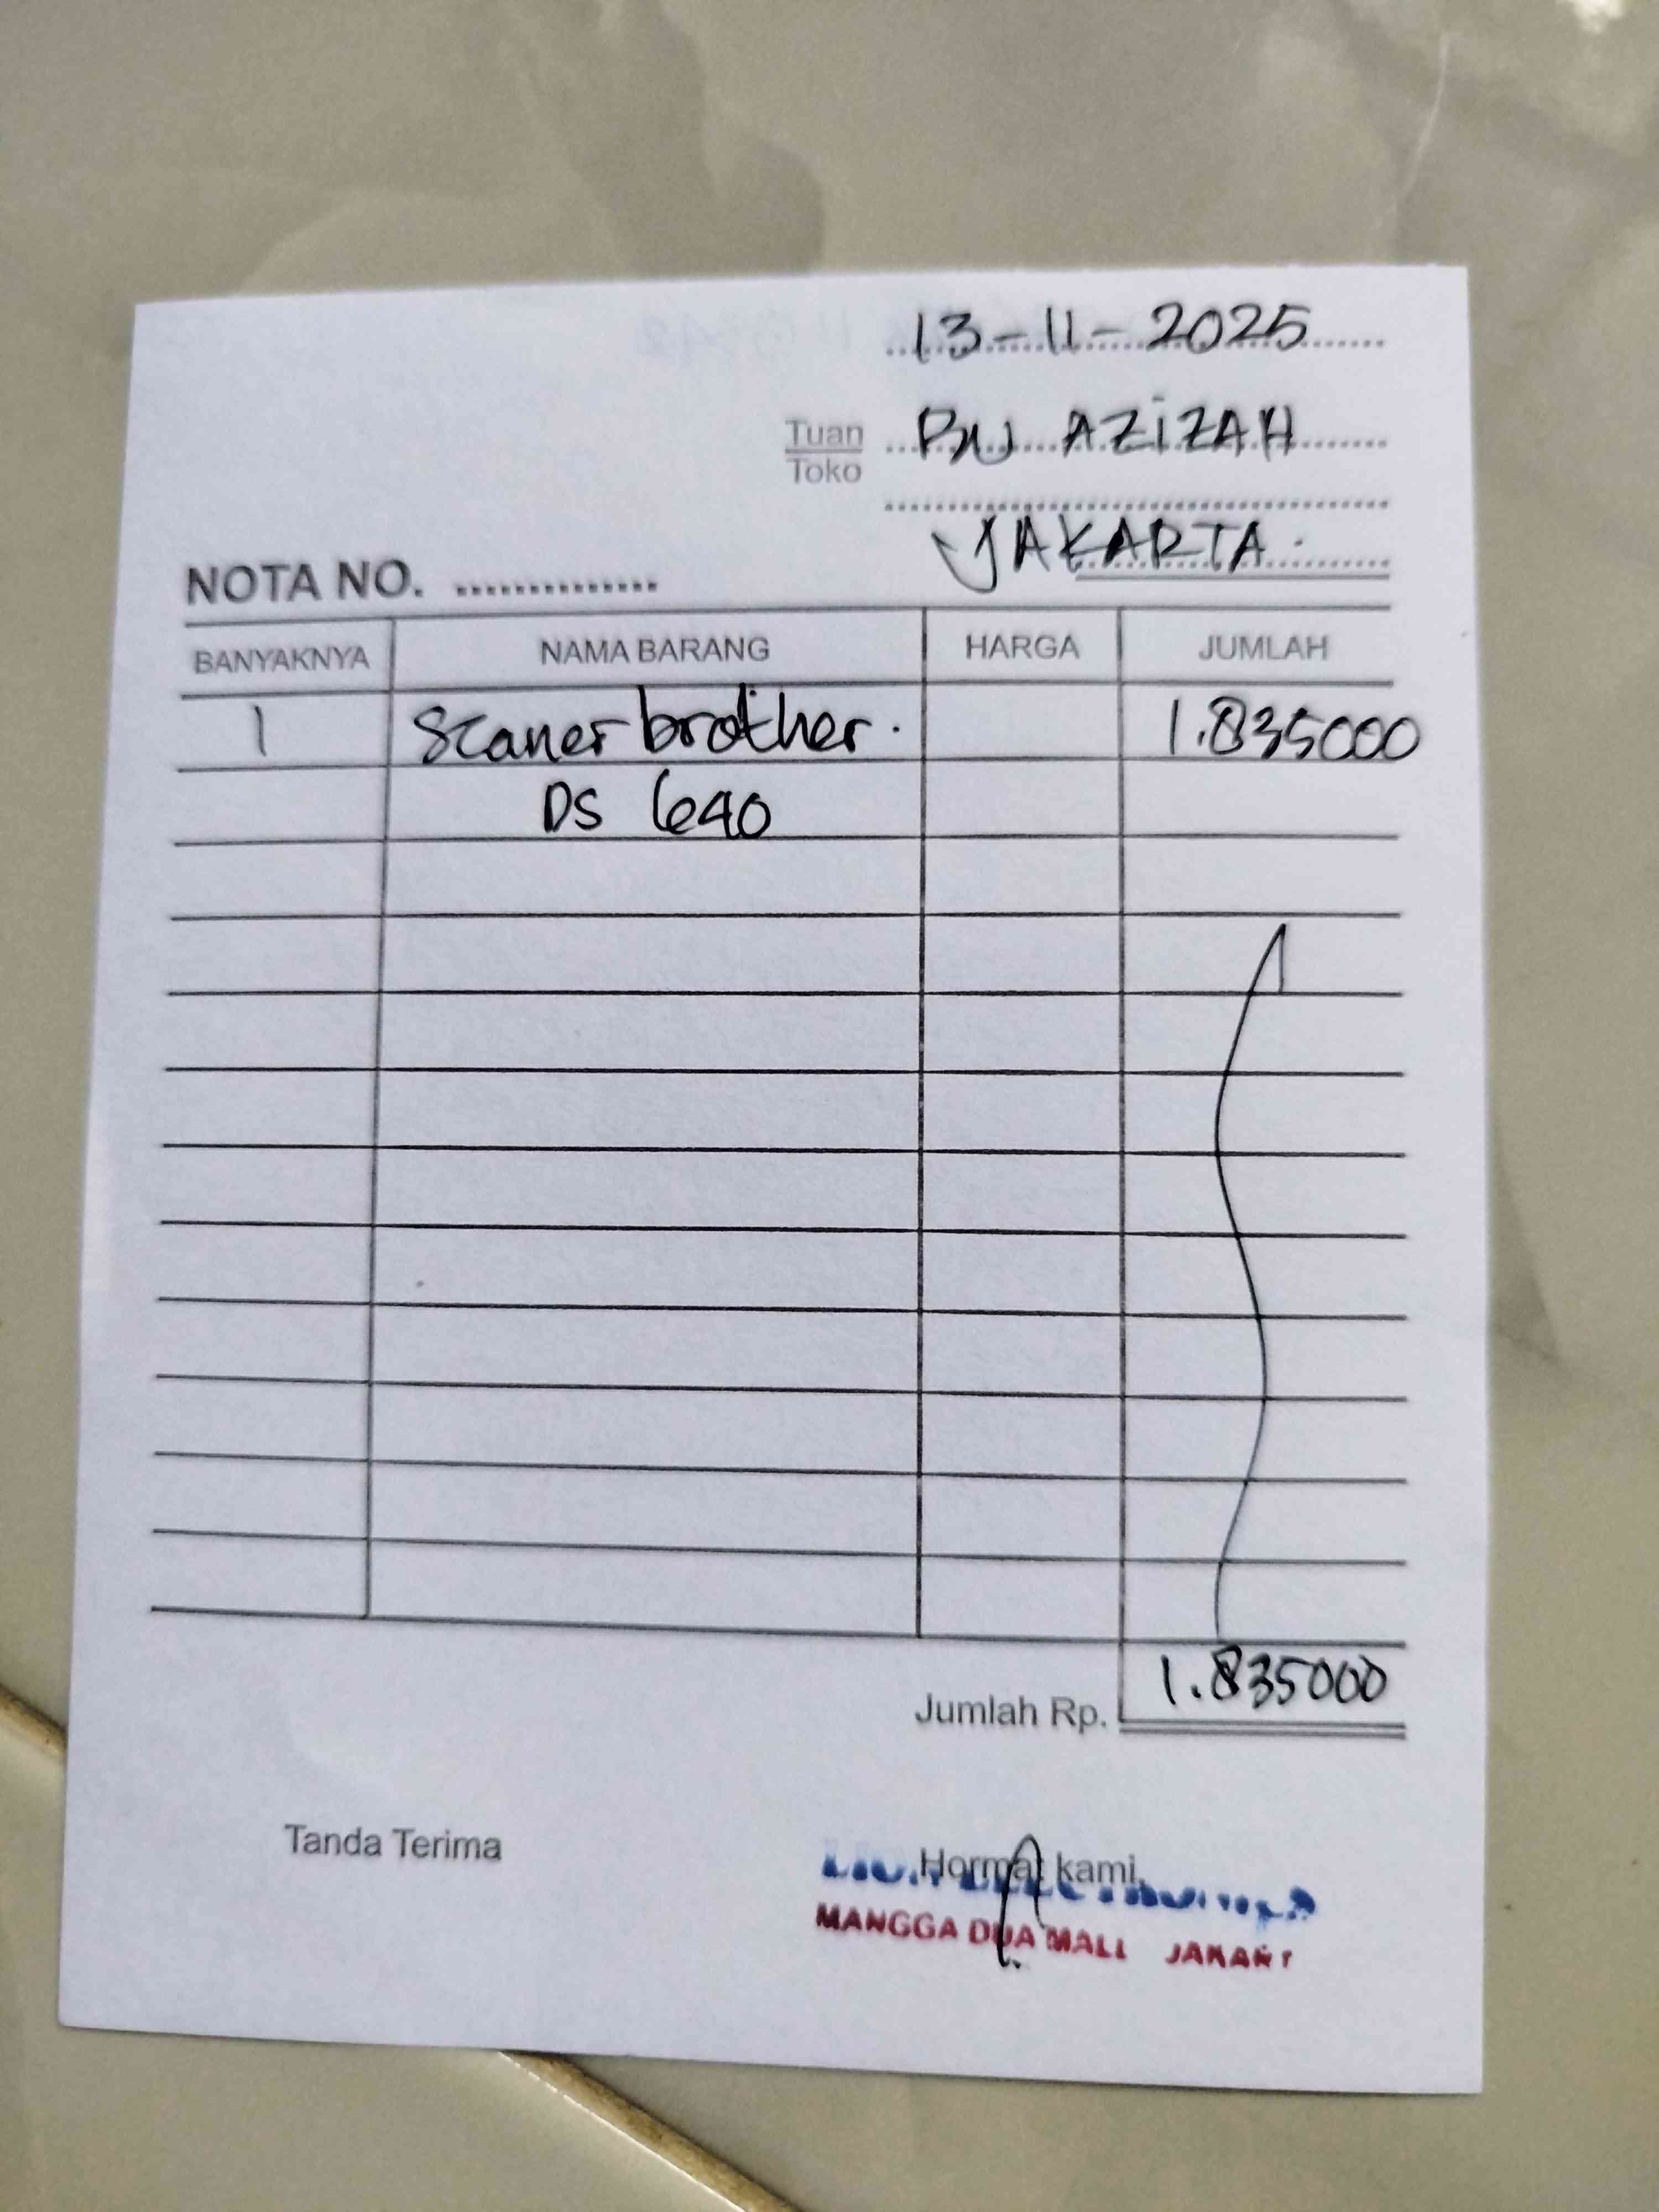 13-11-2025
Tuan Bu AZIZAH
Toko
JAKARTA.
NOTA NO. ..............
BANYAKNYA NAMA BARANG HARGA JUMLAH
1 Scaner brother. 1.835000
DS 640
Jumlah Rp. 1.835000
Tanda Terima Hormat kami,
MANGGA DUA MALL JAKART